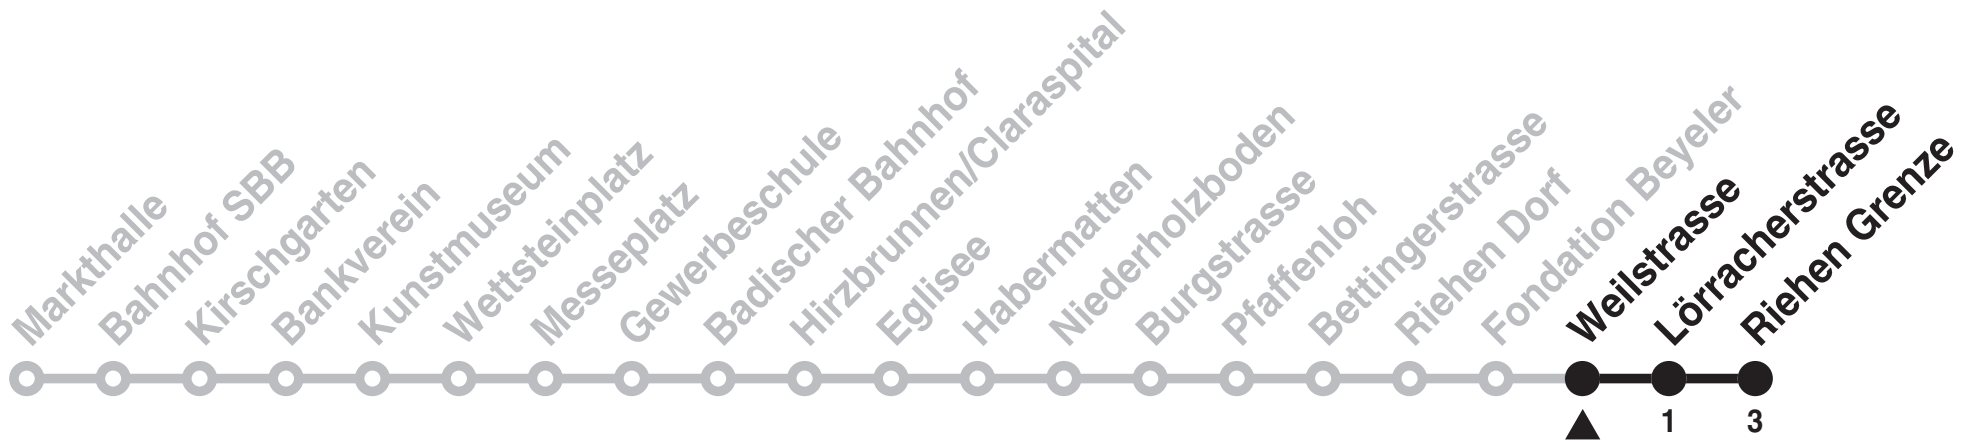 Markthalle
Bahnhof SBB
Kirschgarten
Bankverein
Kunstmuseum
Wettsteinplatz
Messeplatz
Gewerbeschule
Badischer Bahnhof
Hirzbrunnen/Claraspital
Eglisee
Habermatten
Niederholzboden
Burgstrasse
Pfaffenloh
Bettingerstrasse
Riehen Dorf
Fondation Beyeler
Weilstrasse
Lörracherstrasse
Riehen Grenze
1
3